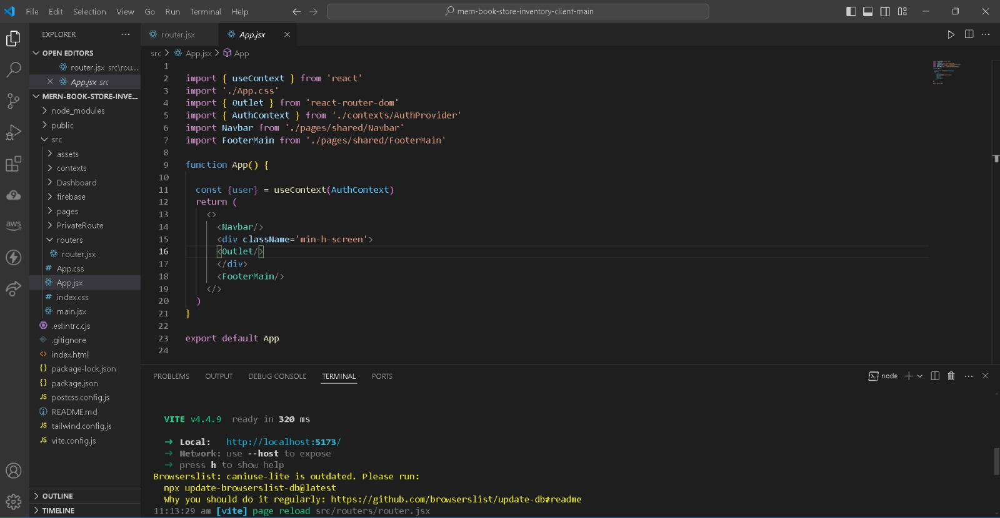 File Edit Selection View Go Run Terminal Help
mern-book-store-inventory-client-main
EXPLORER
OPEN EDITORS
router.jsx src\rou...
App.jsx src
MERN-BOOK-STORE-INVE...
node_modules
public
src
assets
contexts
Dashboard
firebase
pages
PrivateRoute
routers
router.jsx
App.css
App.jsx
index.css
main.jsx
.eslintrc.cjs
.gitignore
index.html
package-lock.json
package.json
postcss.config.js
README.md
tailwind.config.js
vite.config.js
OUTLINE
TIMELINE
aws
router.jsx App.jsx
src > App.jsx > App
1
2 import { useContext } from 'react'
3 import './App.css'
4 import { Outlet } from 'react-router-dom'
5 import { AuthContext } from './contexts/AuthProvider'
6 import Navbar from './pages/shared/Navbar'
7 import FooterMain from './pages/shared/FooterMain'
8
9 function App() {
10
11 const {user} = useContext(AuthContext)
12 return (
13 <>
14 <Navbar/>
15 <div className='min-h-screen'>
16 <Outlet/>
17 </div>
18 <FooterMain/>
19 </>
20 )
21 }
22
23 export default App
24
PROBLEMS OUTPUT DEBUG CONSOLE TERMINAL PORTS
node
VITE v4.4.9 ready in 320 ms
➜ Local: http://localhost:5173/
➜ Network: use --host to expose
➜ press h to show help
Browserslist: caniuse-lite is outdated. Please run:
npx update-browserslist-db@latest
Why you should do it regularly: https://github.com/browserslist/update-db#readme
11:13:29 am [vite] page reload src/routers/router.jsx